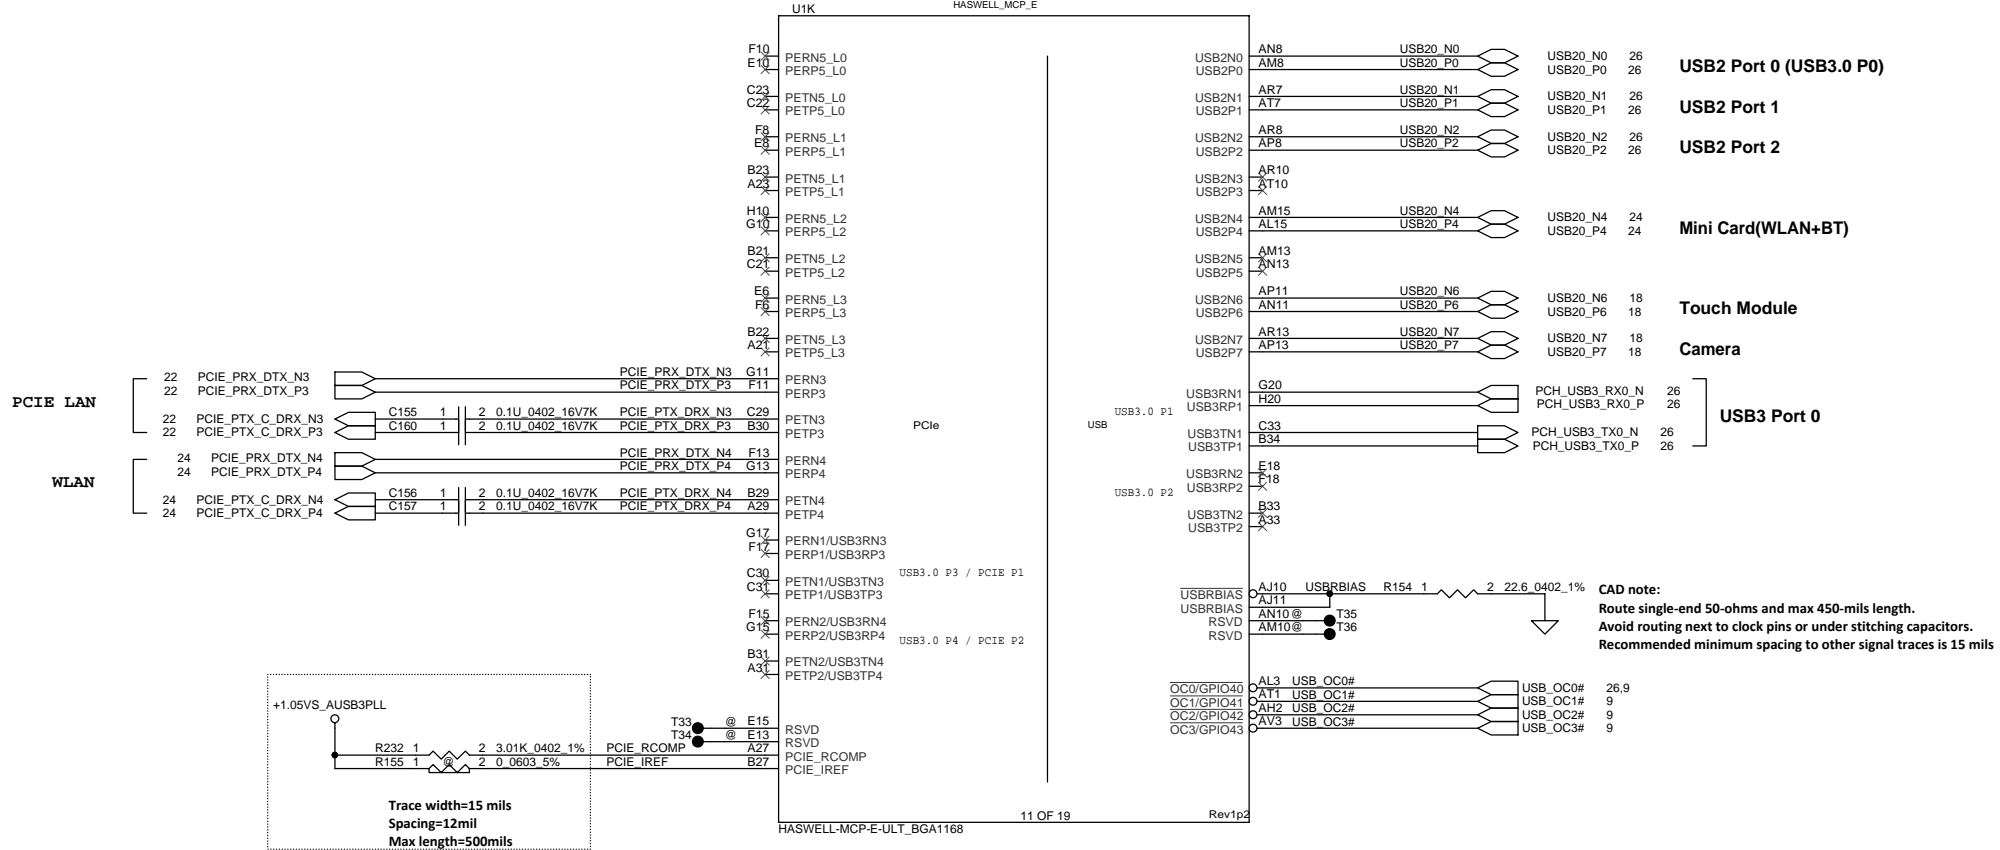 HASWELL_MCP_E
U1K
F10 PERN5_L0
E10 PERP5_L0
C23 PETN5_L0
C22 PETP5_L0
F8 PERN5_L1
E8 PERP5_L1
B23 PETN5_L1
A23 PETP5_L1
H10 PERN5_L2
G10 PERP5_L2
B21 PETN5_L2
C21 PETP5_L2
E6 PERN5_L3
F6 PERP5_L3
B22 PETN5_L3
A21 PETP5_L3
PCIE LAN
22 PCIE_PRX_DTX_N3 PCIE_PRX_DTX_N3 G11 PERN3
22 PCIE_PRX_DTX_P3 PCIE_PRX_DTX_P3 F11 PERP3
22 PCIE_PTX_C_DRX_N3 C155 1 2 0.1U_0402_16V7K PCIE_PTX_DRX_N3 C29 PETN3
22 PCIE_PTX_C_DRX_P3 C160 1 2 0.1U_0402_16V7K PCIE_PTX_DRX_P3 B30 PETP3
WLAN
24 PCIE_PRX_DTX_N4 PCIE_PRX_DTX_N4 F13 PERN4
24 PCIE_PRX_DTX_P4 PCIE_PRX_DTX_P4 G13 PERP4
24 PCIE_PTX_C_DRX_N4 C156 1 2 0.1U_0402_16V7K PCIE_PTX_DRX_N4 B29 PETN4
24 PCIE_PTX_C_DRX_P4 C157 1 2 0.1U_0402_16V7K PCIE_PTX_DRX_P4 A29 PETP4
G17 PERN1/USB3RN3
F17 PERP1/USB3RP3
USB3.0 P3 / PCIE P1
C30 PETN1/USB3TN3
C31 PETP1/USB3TP3
F15 PERN2/USB3RN4
G15 PERP2/USB3RP4
USB3.0 P4 / PCIE P2
B31 PETN2/USB3TN4
A31 PETP2/USB3TP4
+1.05VS_AUSB3PLL
T33 @ E15 RSVD
T34 @ E13 RSVD
R232 1 2 3.01K_0402_1% PCIE_RCOMP A27 PCIE_RCOMP
R155 1 @ 2 0_0603_5% PCIE_IREF B27 PCIE_IREF
Trace width=15 mils
Spacing=12mil
Max length=500mils
PCIe
USB
USB2N0 AN8 USB20_N0 USB20_N0 26
USB2P0 AM8 USB20_P0 USB20_P0 26
USB2 Port 0 (USB3.0 P0)
USB2N1 AR7 USB20_N1 USB20_N1 26
USB2P1 AT7 USB20_P1 USB20_P1 26
USB2 Port 1
USB2N2 AR8 USB20_N2 USB20_N2 26
USB2P2 AP8 USB20_P2 USB20_P2 26
USB2 Port 2
USB2N3 AR10
USB2P3 AT10
USB2N4 AM15 USB20_N4 USB20_N4 24
USB2P4 AL15 USB20_P4 USB20_P4 24
Mini Card(WLAN+BT)
USB2N5 AM13
USB2P5 AN13
USB2N6 AP11 USB20_N6 USB20_N6 18
USB2P6 AN11 USB20_P6 USB20_P6 18
Touch Module
USB2N7 AR13 USB20_N7 USB20_N7 18
USB2P7 AP13 USB20_P7 USB20_P7 18
Camera
USB3RN1 G20 PCH_USB3_RX0_N 26
USB3RP1 H20 PCH_USB3_RX0_P 26
USB3.0 P1
USB3 Port 0
USB3TN1 C33 PCH_USB3_TX0_N 26
USB3TP1 B34 PCH_USB3_TX0_P 26
USB3RN2 E18
USB3RP2 F18
USB3.0 P2
USB3TN2 B33
USB3TP2 A33
USBRBIAS AJ10 USBRBIAS R154 1 2 22.6_0402_1%
USBRBIAS AJ11
RSVD AN10 @ T35
RSVD AM10 @ T36
CAD note:
Route single-end 50-ohms and max 450-mils length.
Avoid routing next to clock pins or under stitching capacitors.
Recommended minimum spacing to other signal traces is 15 mils
OC0/GPIO40 AL3 USB_OC0# USB_OC0# 26,9
OC1/GPIO41 AT1 USB_OC1# USB_OC1# 9
OC2/GPIO42 AH2 USB_OC2# USB_OC2# 9
OC3/GPIO43 AV3 USB_OC3# USB_OC3# 9
11 OF 19
Rev1p2
HASWELL-MCP-E-ULT_BGA1168